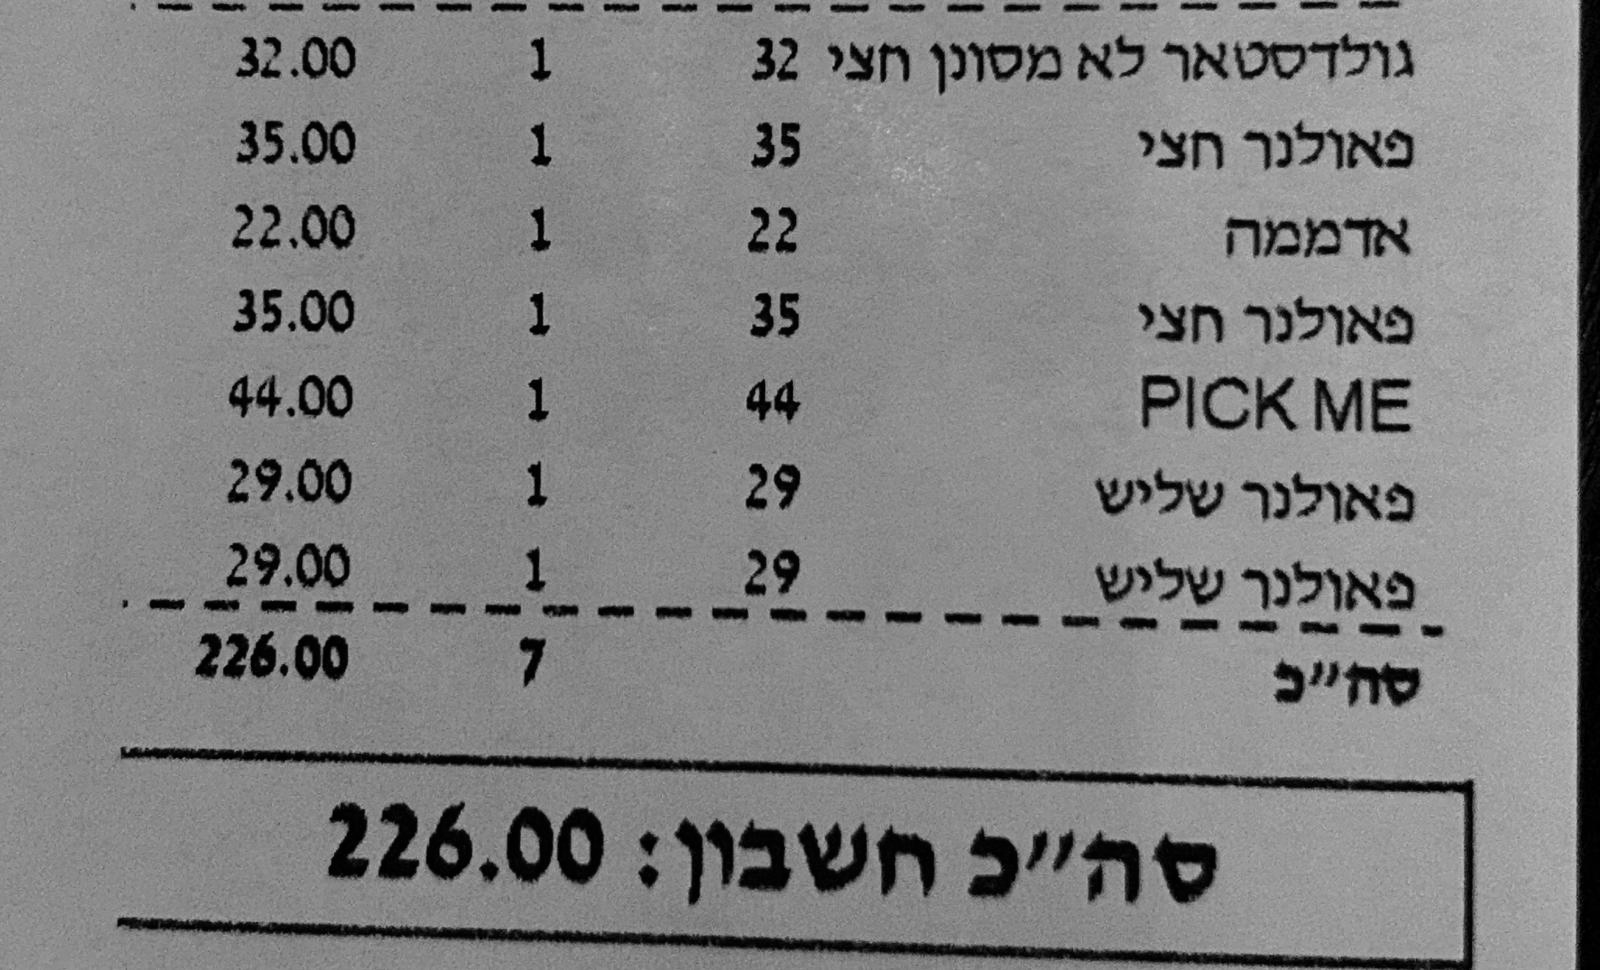 גולדסטאר לא מסונן חצי 32 1 32.00
פאולנר חצי 35 1 35.00
אדממה 22 1 22.00
פאולנר חצי 35 1 35.00
PICK ME 44 1 44.00
פאולנר שליש 29 1 29.00
פאולנר שליש 29 1 29.00
סה״כ 7 226.00
סה״כ חשבון: 226.00